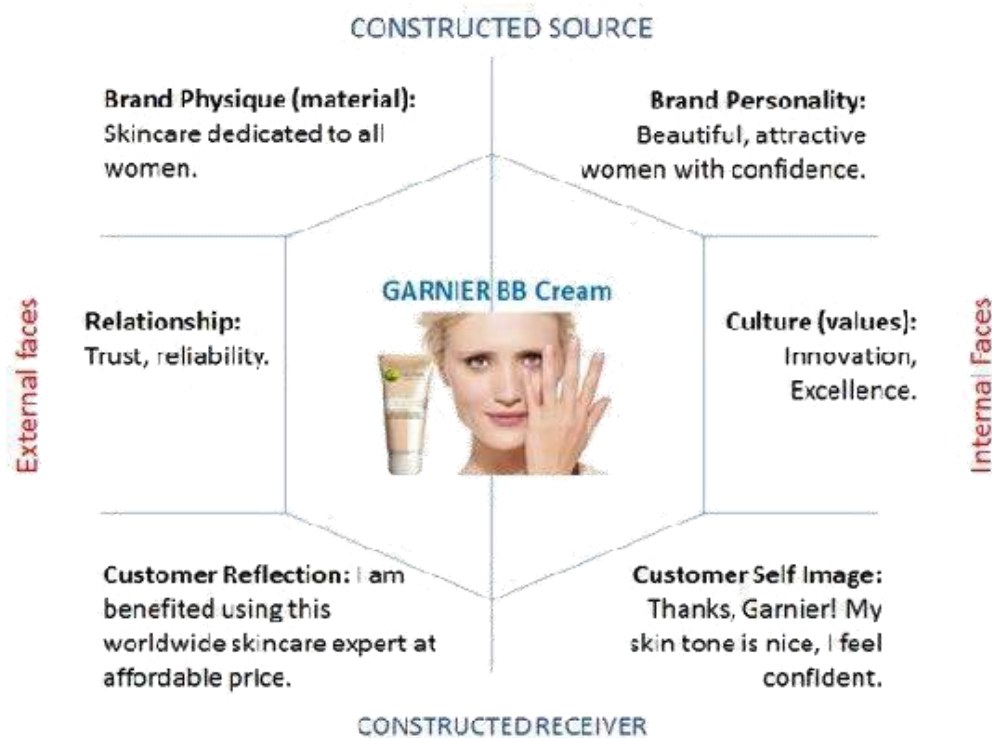 CONSTRUCTED SOURCE
Brand Physique (material):
Skincare dedicated to all
women.
Brand Personality:
Beautiful, attractive
women with confidence.
External faces
Relationship:
Trust, reliability.
GARNIER BB Cream
Culture (values):
Innovation,
Excellence.
Internal Faces
Customer Reflection: I am
benefited using this
worldwide skincare expert at
affordable price.
Customer Self Image:
Thanks, Garnier! My
skin tone is nice, I feel
confident.
CONSTRUCTED RECEIVER